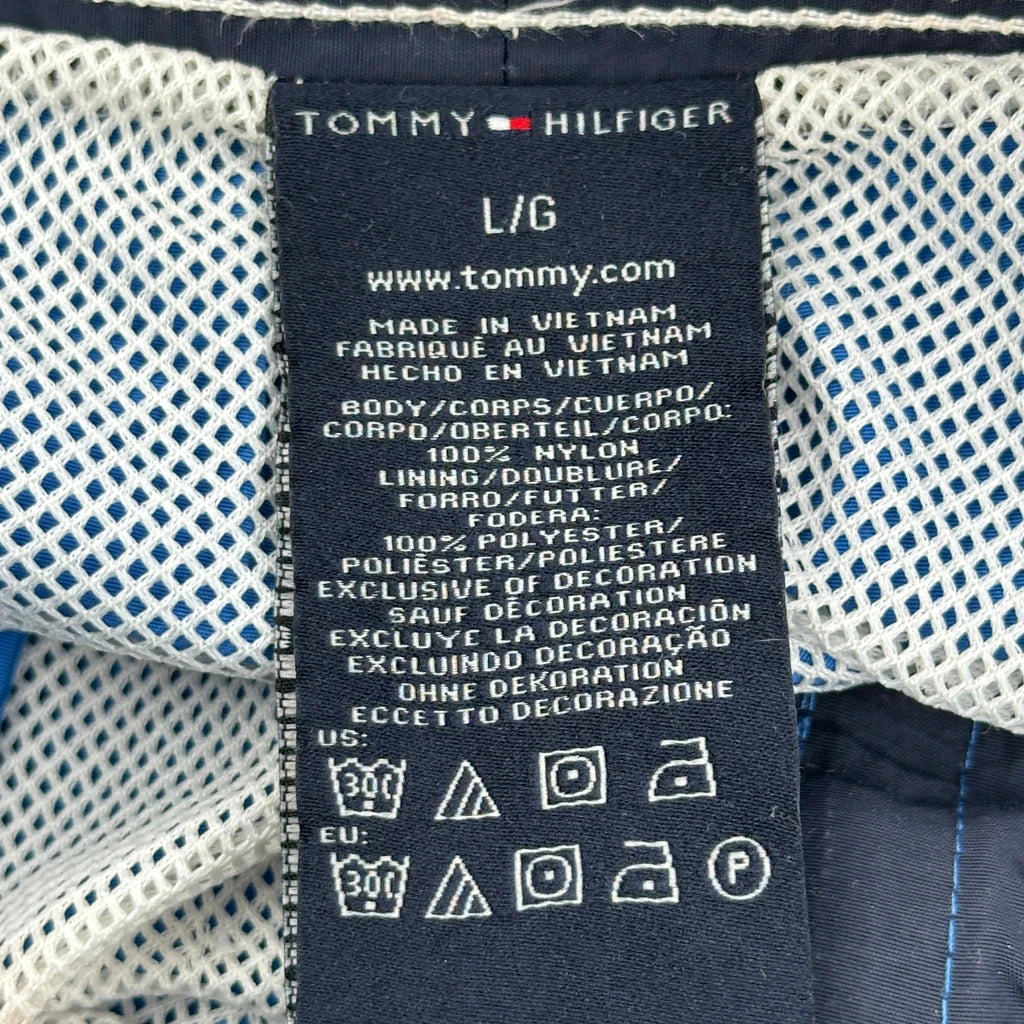 TOMMY HILFIGER
L/G
www.tommy.com
MADE IN VIETNAM
FABRIQUÉ AU VIETNAM
HECHO EN VIETNAM
BODY/CORPS/CUERPO/
CORPO/OBERTEIL/CORPO:
100% NYLON
LINING/DOUBLURE/
FORRO/FUTTER/
FODERA:
100% POLYESTER/
POLIÉSTER/POLIESTERE
EXCLUSIVE OF DECORATION
SAUF DÉCORATION
EXCLUYE LA DECORACIÓN
EXCLUINDO DECORAÇÃO
OHNE DEKORATION
ECCETTO DECORAZIONE
US:
30C
EU:
30C P